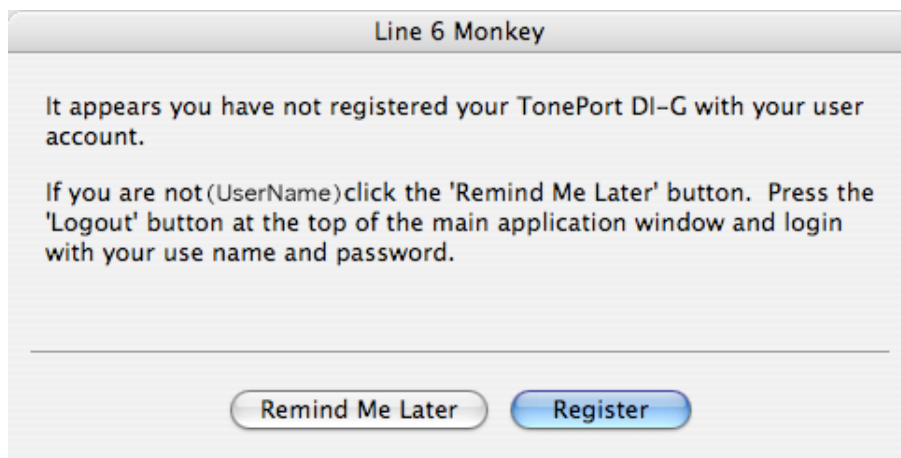 Line 6 Monkey
It appears you have not registered your TonePort DI-G with your user
account.
If you are not (UserName) click the 'Remind Me Later' button. Press the
'Logout' button at the top of the main application window and login
with your use name and password.
Remind Me Later
Register